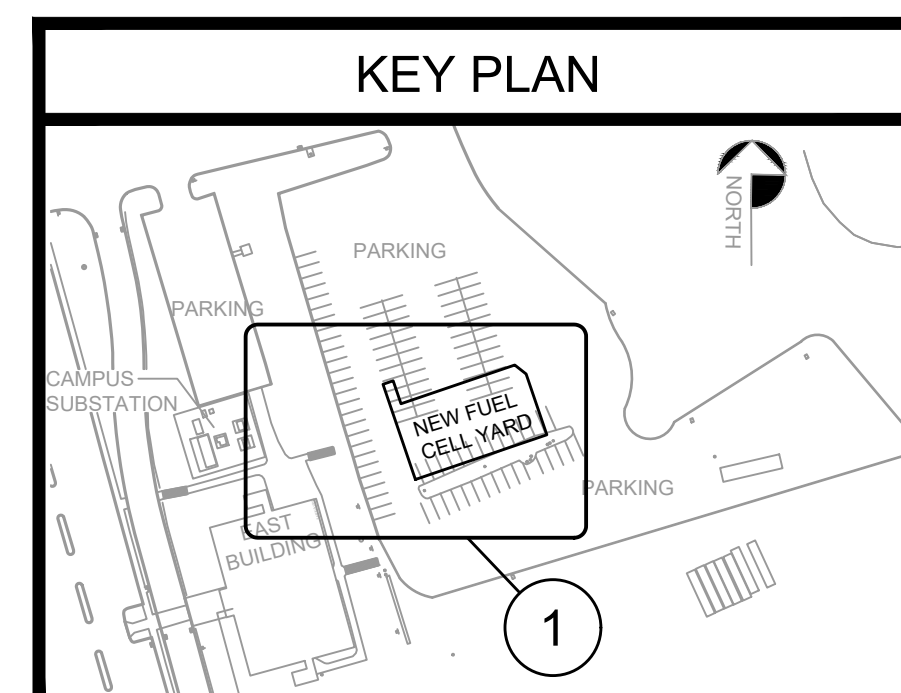 KEY PLAN
NORTH
PARKING
PARKING
CAMPUS
SUBSTATION
NEW FUEL
CELL YARD
PARKING
EAST
BUILDING
1